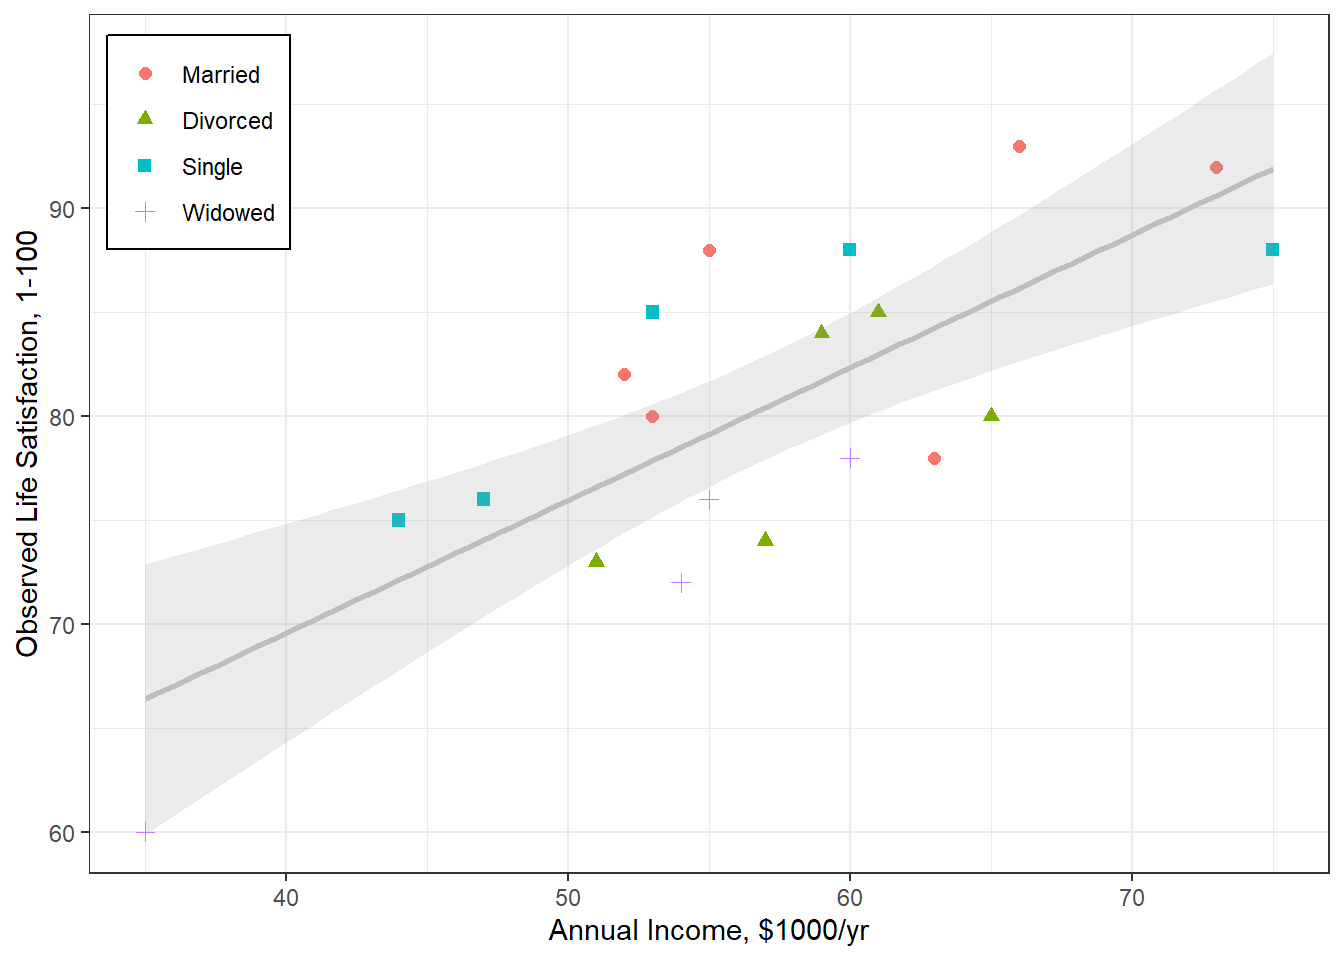 Married
Divorced
Single
Widowed
90
80
70
60
40
50
60
70
Observed Life Satisfaction, 1-100
Annual Income, $1000/yr